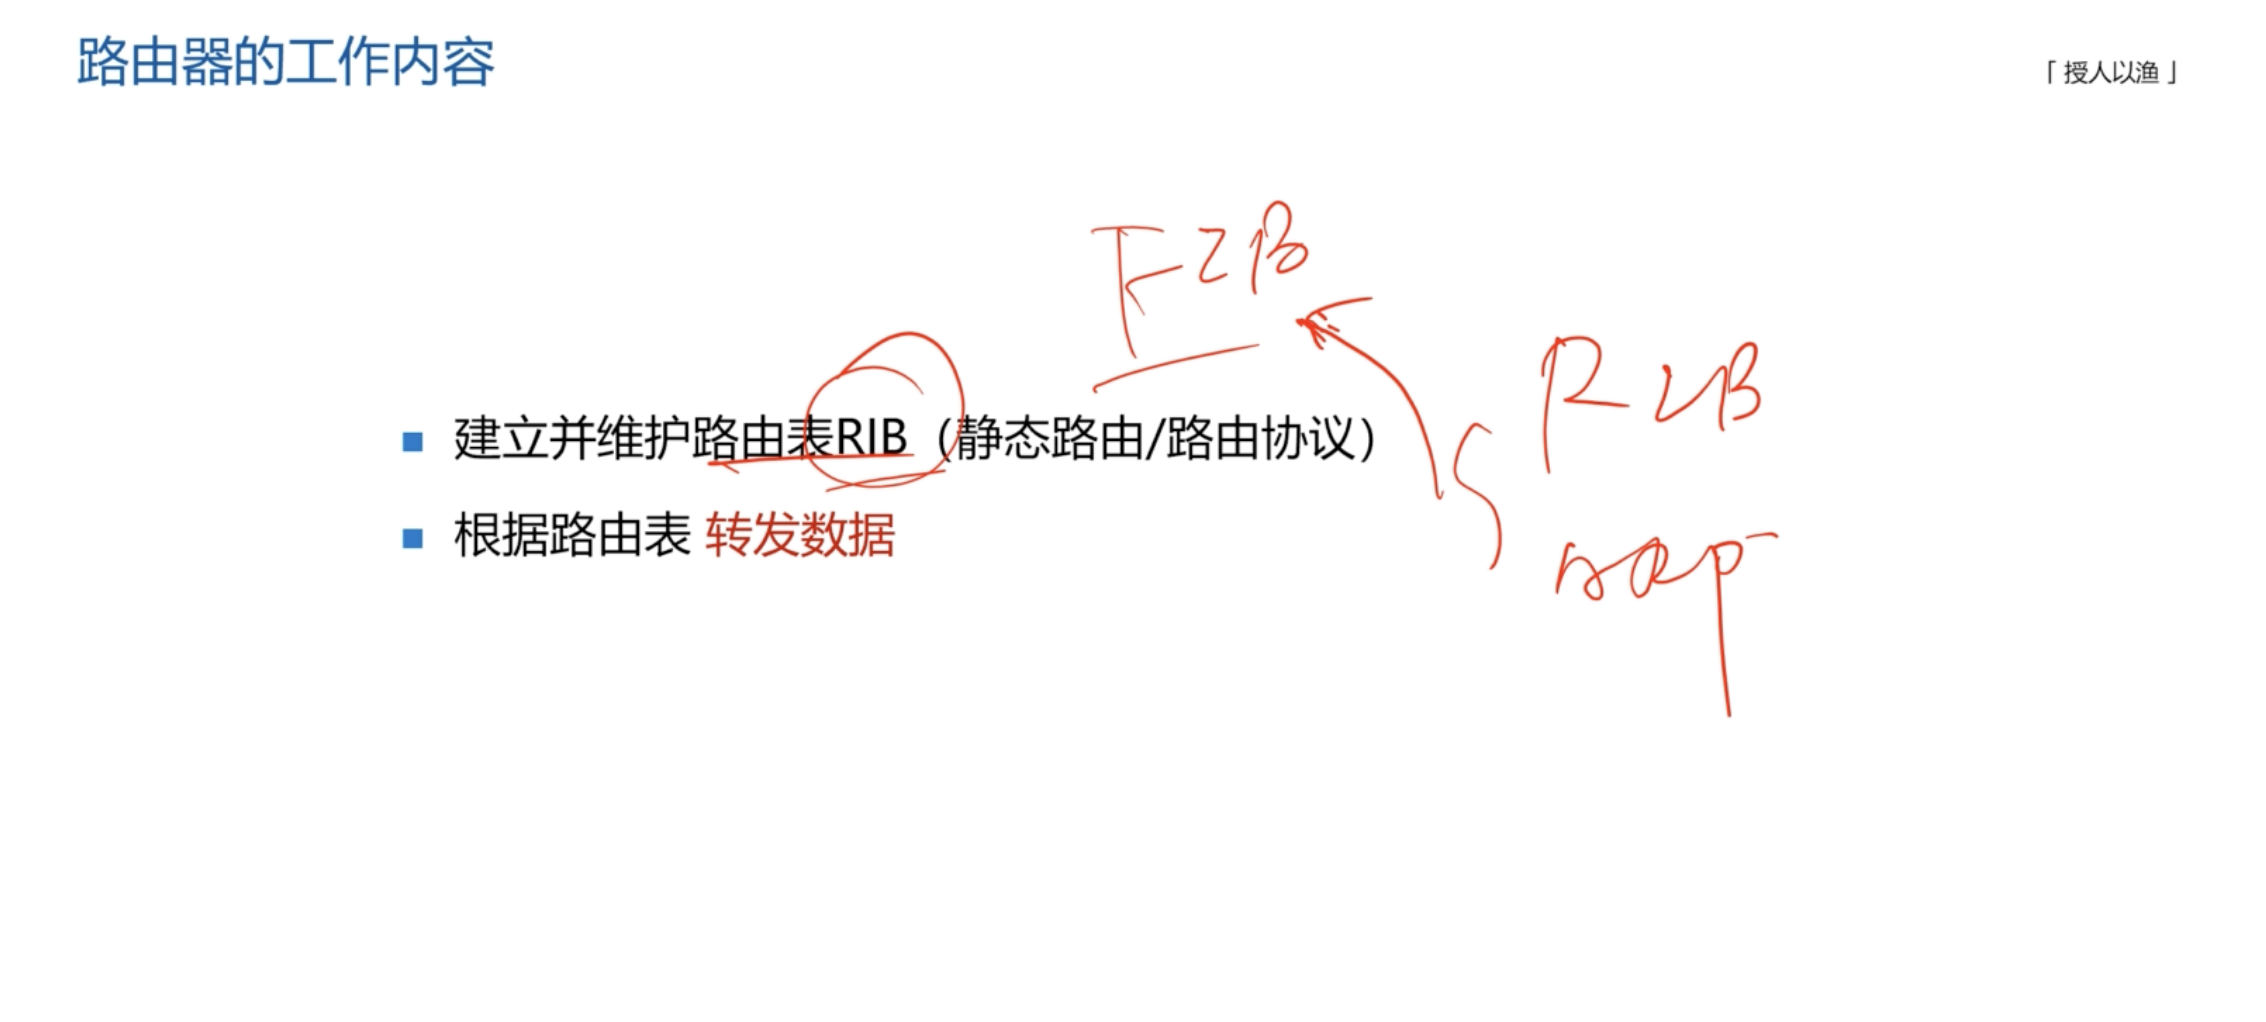 路由器的工作内容
「 授人以渔 」
FIB
RIB
建立并维护路由表RIB（静态路由/路由协议）
根据路由表 转发数据
ARP